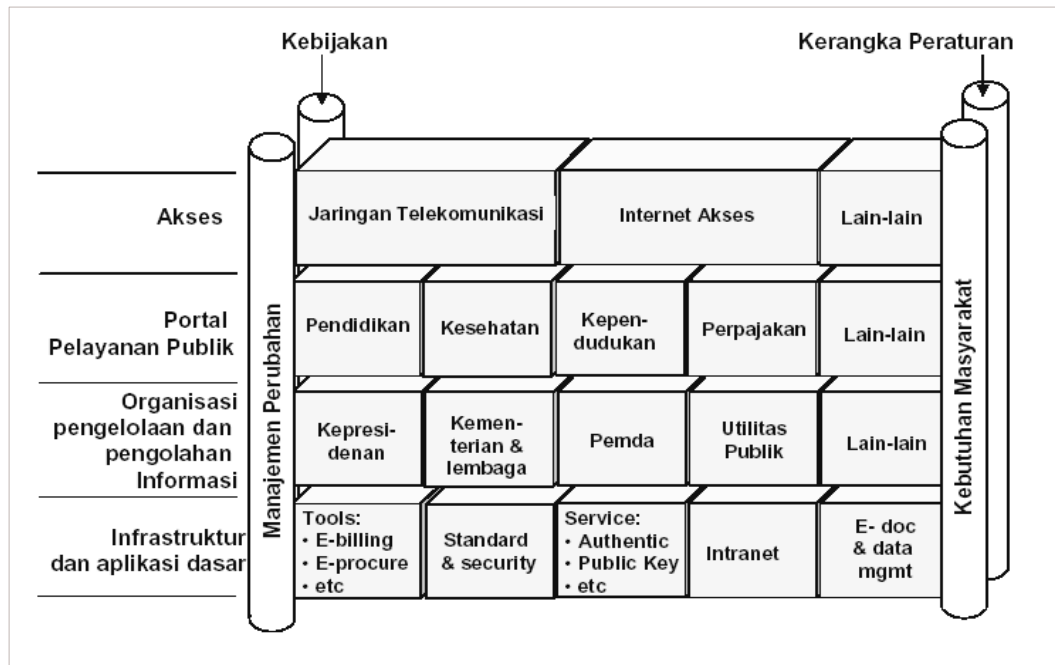 Kebijakan
Kerangka Peraturan
Manajemen Perubahan
Kebutuhan Masyarakat
Akses
Jaringan Telekomunikasi
Internet Akses
Lain-lain
Portal
Pelayanan Publik
Pendidikan
Kesehatan
Kepen-
dudukan
Perpajakan
Lain-lain
Organisasi
pengelolaan dan
pengolahan
Informasi
Kepresi-
denan
Kemen-
terian &
lembaga
Pemda
Utilitas
Publik
Lain-lain
Infrastruktur
dan aplikasi dasar
Tools:
• E-billing
• E-procure
• etc
Standard
& security
Service:
• Authentic
• Public Key
• etc
Intranet
E- doc
& data
mgmt